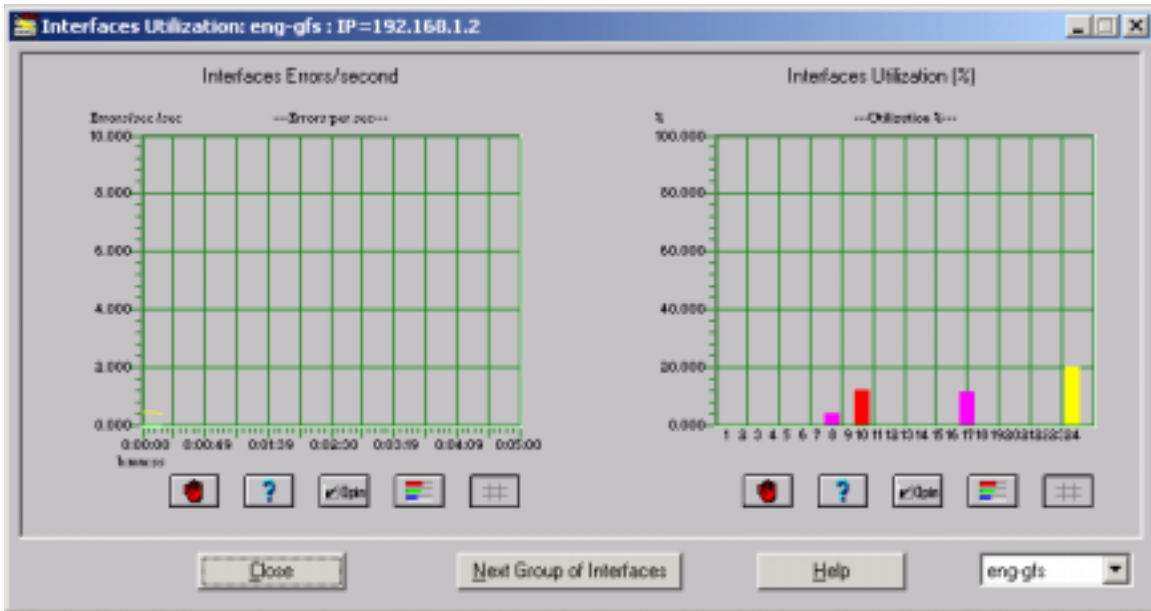 Interfaces Utilization: eng-gfs : IP=192.168.1.2
Interfaces Errors/second
Errors/sec /sec
---Errors per sec---
10.000
8.000
6.000
4.000
2.000
0.000
0:00:00 0:00:49 0:01:39 0:02:30 0:03:19 0:04:09 0:05:00
Interfaces Utilization (%)
%
---Utilization %---
100.000
80.000
60.000
40.000
20.000
0.000
1 2 3 4 5 6 7 8 9 10 11 12 13 14 15 16 17 18 19 20 21 22 23 24
?
Opin
?
Opin
Close
Next Group of Interfaces
Help
eng-gfs